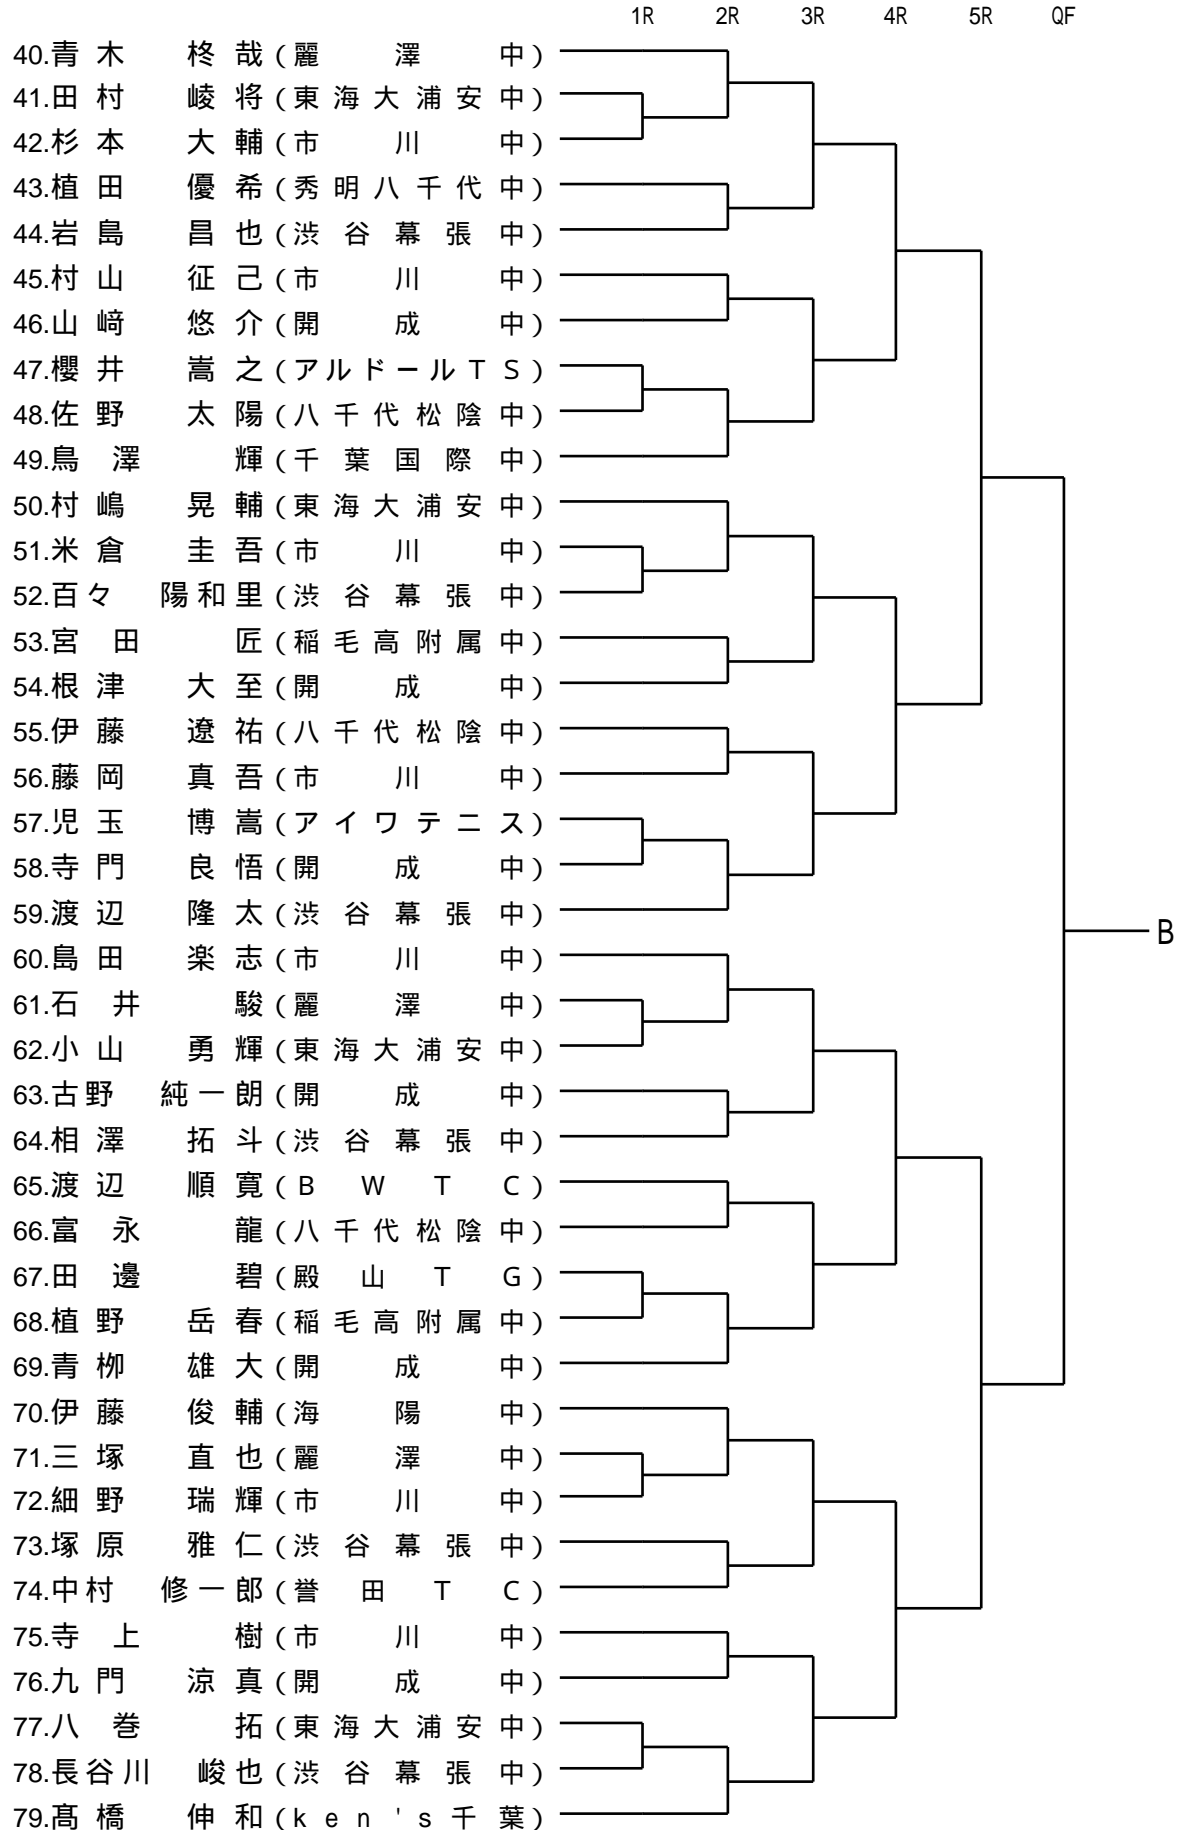 1R 2R 3R 4R 5R QF
40.青木 柊哉(麗澤中)
41.田村 崚将(東海大浦安中)
42.杉本 大輔(市川中)
43.植田 優希(秀明八千代中)
44.岩島 昌也(渋谷幕張中)
45.村山 征己(市川中)
46.山﨑 悠介(開成中)
47.櫻井 嵩之(アルドールTS)
48.佐野 太陽(八千代松陰中)
49.鳥澤 輝(千葉国際中)
50.村嶋 晃輔(東海大浦安中)
51.米倉 圭吾(市川中)
52.百々 陽和里(渋谷幕張中)
53.宮田 匠(稲毛高附属中)
54.根津 大至(開成中)
55.伊藤 遼祐(八千代松陰中)
56.藤岡 真吾(市川中)
57.児玉 博嵩(アイワテニス)
58.寺門 良悟(開成中)
59.渡辺 隆太(渋谷幕張中)
B
60.島田 楽志(市川中)
61.石井 駿(麗澤中)
62.小山 勇輝(東海大浦安中)
63.古野 純一朗(開成中)
64.相澤 拓斗(渋谷幕張中)
65.渡辺 順寛(BWTC)
66.富永 龍(八千代松陰中)
67.田邊 碧(殿山TG)
68.植野 岳春(稲毛高附属中)
69.青栁 雄大(開成中)
70.伊藤 俊輔(海陽中)
71.三塚 直也(麗澤中)
72.細野 瑞輝(市川中)
73.塚原 雅仁(渋谷幕張中)
74.中村 修一郎(誉田TC)
75.寺上 樹(市川中)
76.九門 涼真(開成中)
77.八巻 拓(東海大浦安中)
78.長谷川 峻也(渋谷幕張中)
79.髙橋 伸和(ken's千葉)